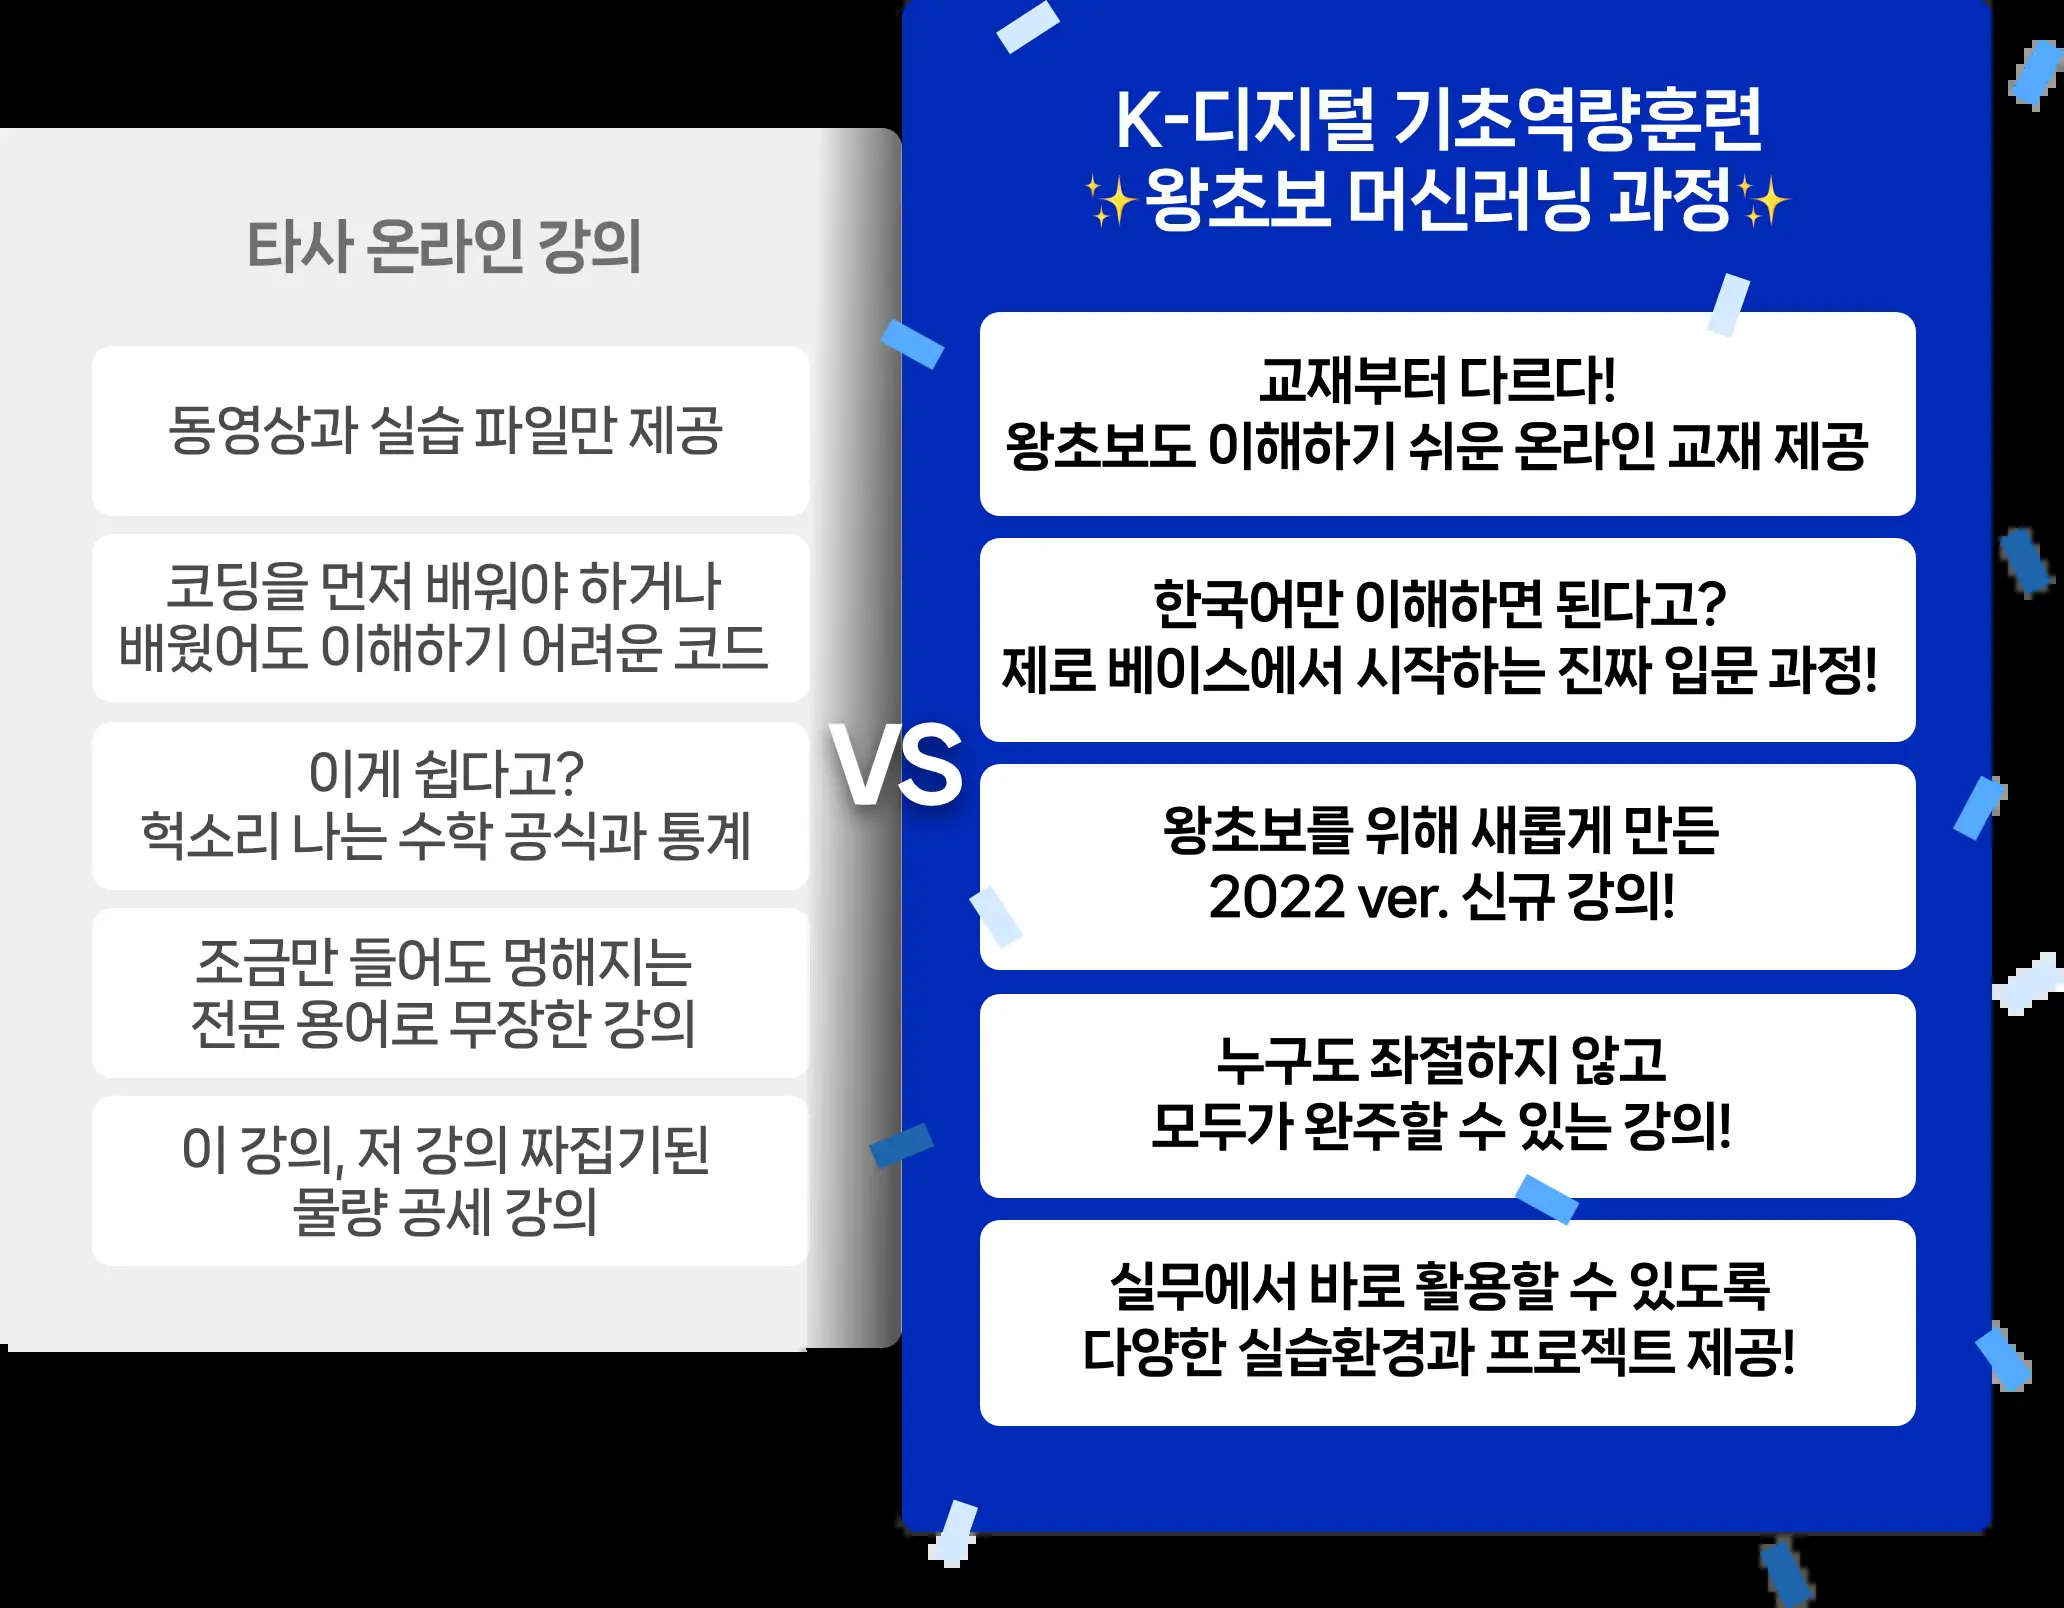 타사 온라인 강의
동영상과 실습 파일만 제공
코딩을 먼저 배워야 하거나
배웠어도 이해하기 어려운 코드
이게 쉽다고?
헉소리 나는 수학 공식과 통계
조금만 들어도 멍해지는
전문 용어로 무장한 강의
이 강의, 저 강의 짜집기된
물량 공세 강의
VS
K-디지털 기초역량훈련
✨왕초보 머신러닝 과정✨
교재부터 다르다!
왕초보도 이해하기 쉬운 온라인 교재 제공
한국어만 이해하면 된다고?
제로 베이스에서 시작하는 진짜 입문 과정!
왕초보를 위해 새롭게 만든
2022 ver. 신규 강의!
누구도 좌절하지 않고
모두가 완주할 수 있는 강의!
실무에서 바로 활용할 수 있도록
다양한 실습환경과 프로젝트 제공!